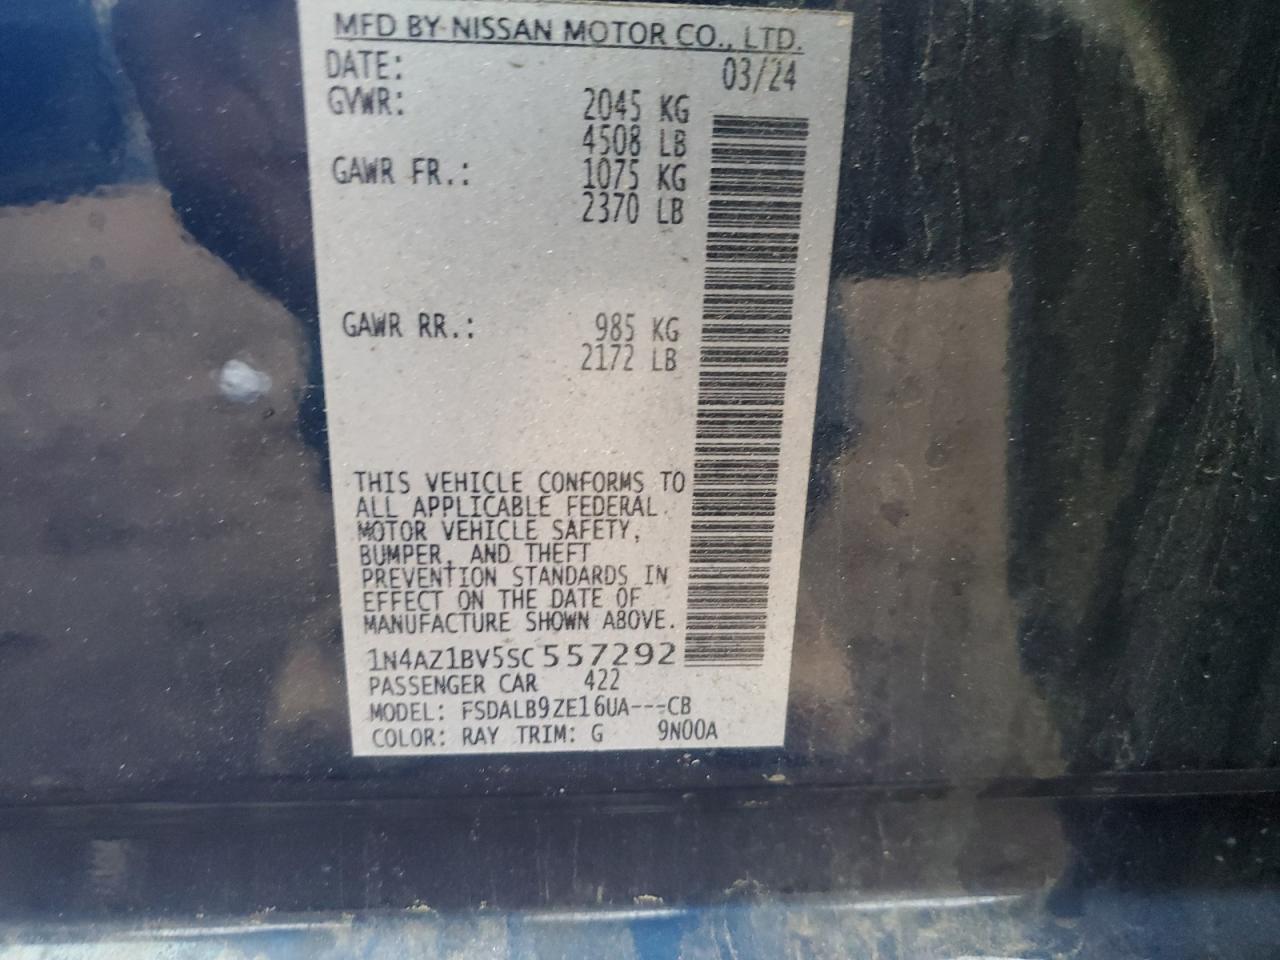 MFD BY NISSAN MOTOR CO., LTD.
DATE: 03/24
GVWR: 2045 KG
4508 LB
GAWR FR.: 1075 KG
2370 LB
GAWR RR.: 985 KG
2172 LB
THIS VEHICLE CONFORMS TO
ALL APPLICABLE FEDERAL
MOTOR VEHICLE SAFETY,
BUMPER, AND THEFT
PREVENTION STANDARDS IN
EFFECT ON THE DATE OF
MANUFACTURE SHOWN ABOVE.
1N4AZ1BV5SC557292
PASSENGER CAR 422
MODEL: FSDALB9ZE16UA---CB
COLOR: RAY TRIM: G 9N00A